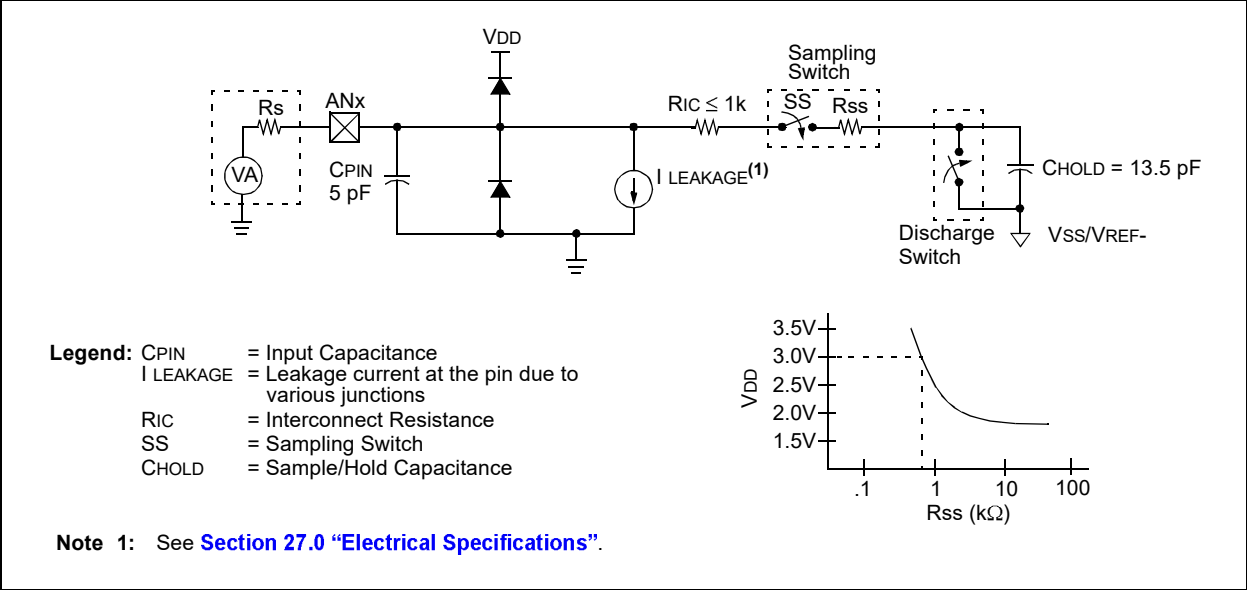 VDD
Sampling
Switch
Rs
ANx
RIC ≤ 1k
SS
Rss
VA
CPIN
5 pF
I LEAKAGE(1)
CHOLD = 13.5 pF
Discharge
Switch
VSS/VREF-
Legend: CPIN = Input Capacitance
I LEAKAGE = Leakage current at the pin due to
various junctions
RIC = Interconnect Resistance
SS = Sampling Switch
CHOLD = Sample/Hold Capacitance
VDD
3.5V
3.0V
2.5V
2.0V
1.5V
.1 1 10 100
Rss (kΩ)
Note 1: See Section 27.0 “Electrical Specifications”.